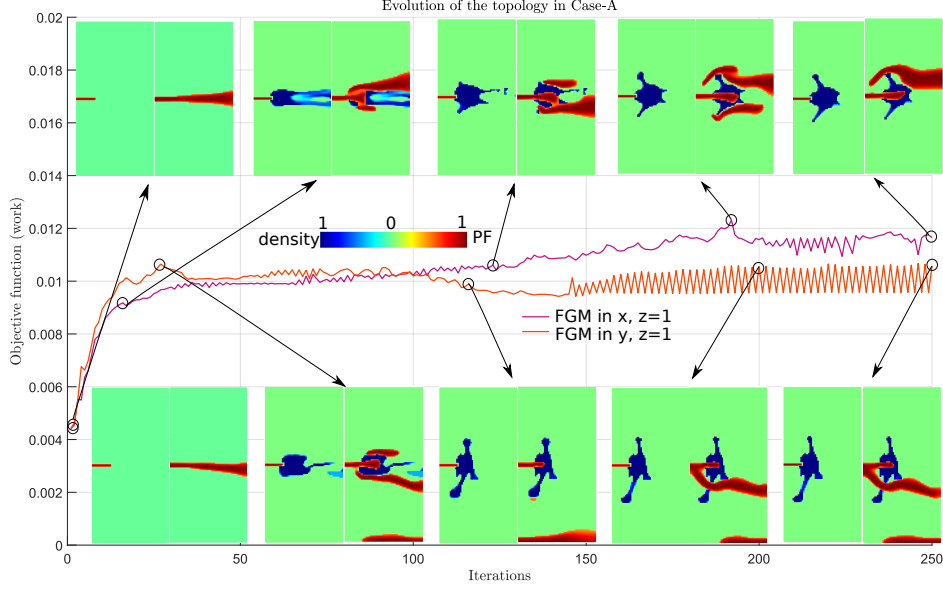 Evolution of the topology in Case-A
0.02
0.018
0.016
0.014
0.012
0.01
0.008
0.006
0.004
0.002
0
Objective function (work)
1 0 1
density PF
FGM in x, z=1
FGM in y, z=1
0 50 100 150 200 250
Iterations